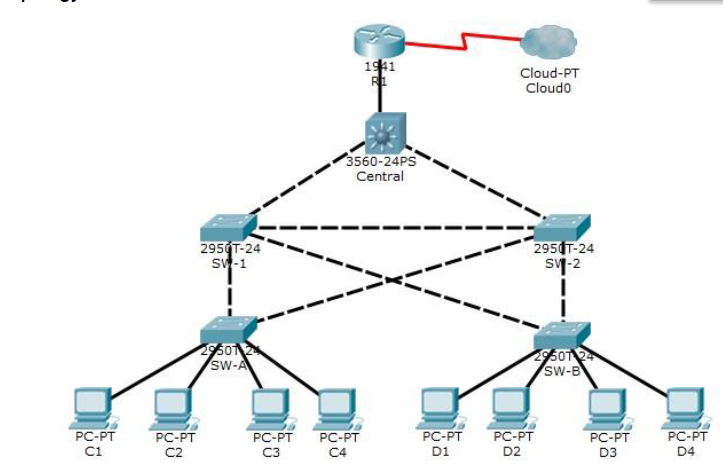 1941
R1
Cloud-PT
Cloud0
3560-24PS
Central
2950T-24
SW-1
2950T-24
SW-2
2950T-24
SW-A
2950T-24
SW-B
PC-PT
C1
PC-PT
C2
PC-PT
C3
PC-PT
C4
PC-PT
D1
PC-PT
D2
PC-PT
D3
PC-PT
D4